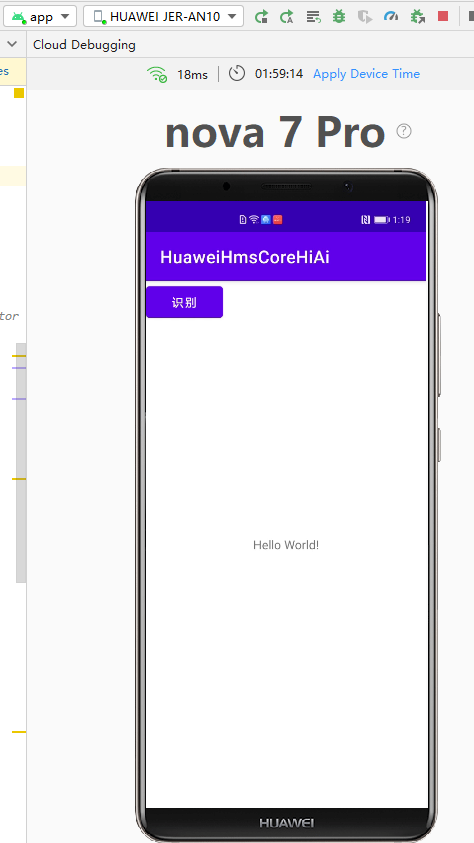 app HUAWEI JER-AN10
es Cloud Debugging
18ms 01:59:14 Apply Device Time
nova 7 Pro ?
1:19
HuaweiHmsCoreHiAi
识别
tor
Hello World!
HUAWEI